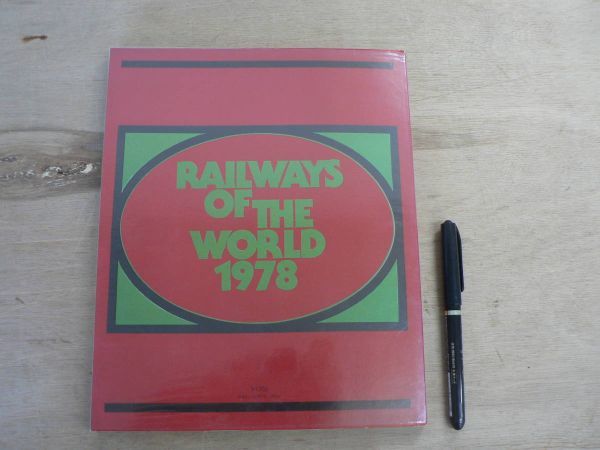 RAILWAYS
OF THE
WORLD
1978